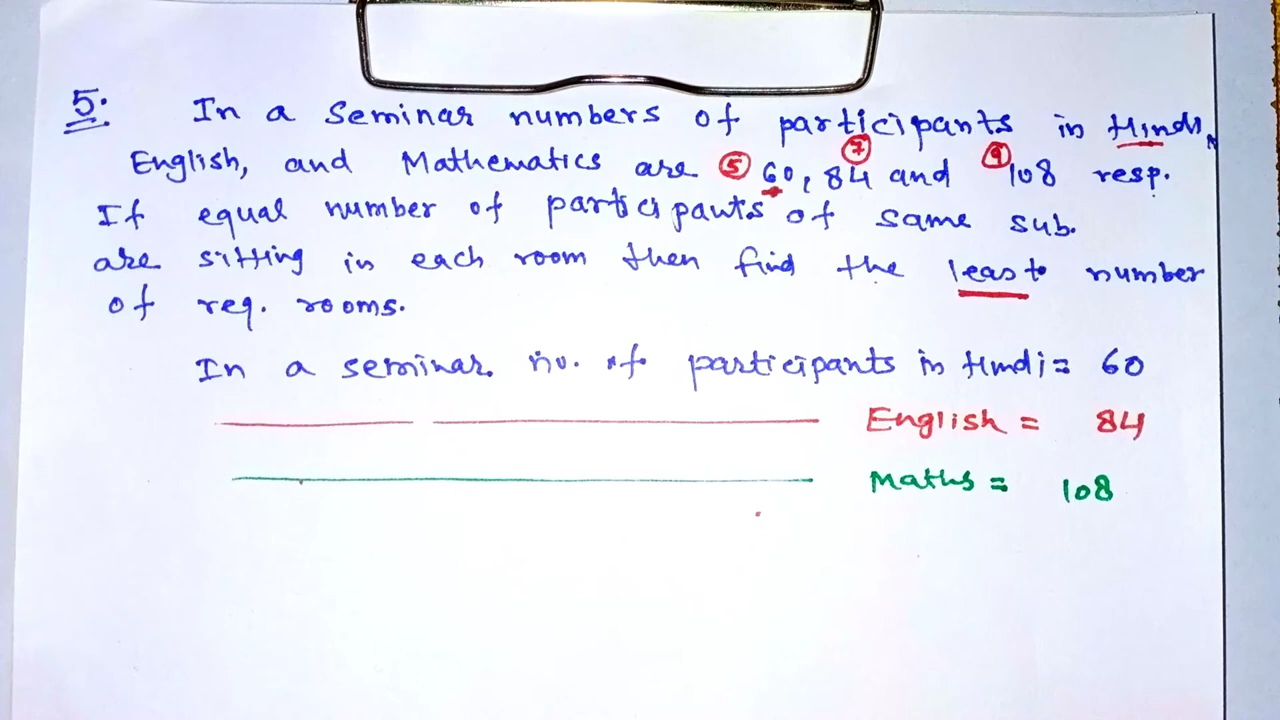 5. In a Seminar numbers of participants in Hindi,
English, and Mathematics are ⑤ 60, ⑦ 84 and ⑨ 108 resp.
If equal number of participants of same sub.
are sitting in each room then find the least number
of req. rooms.
In a seminar. no. of participants in Hindi = 60
English = 84
Maths = 108